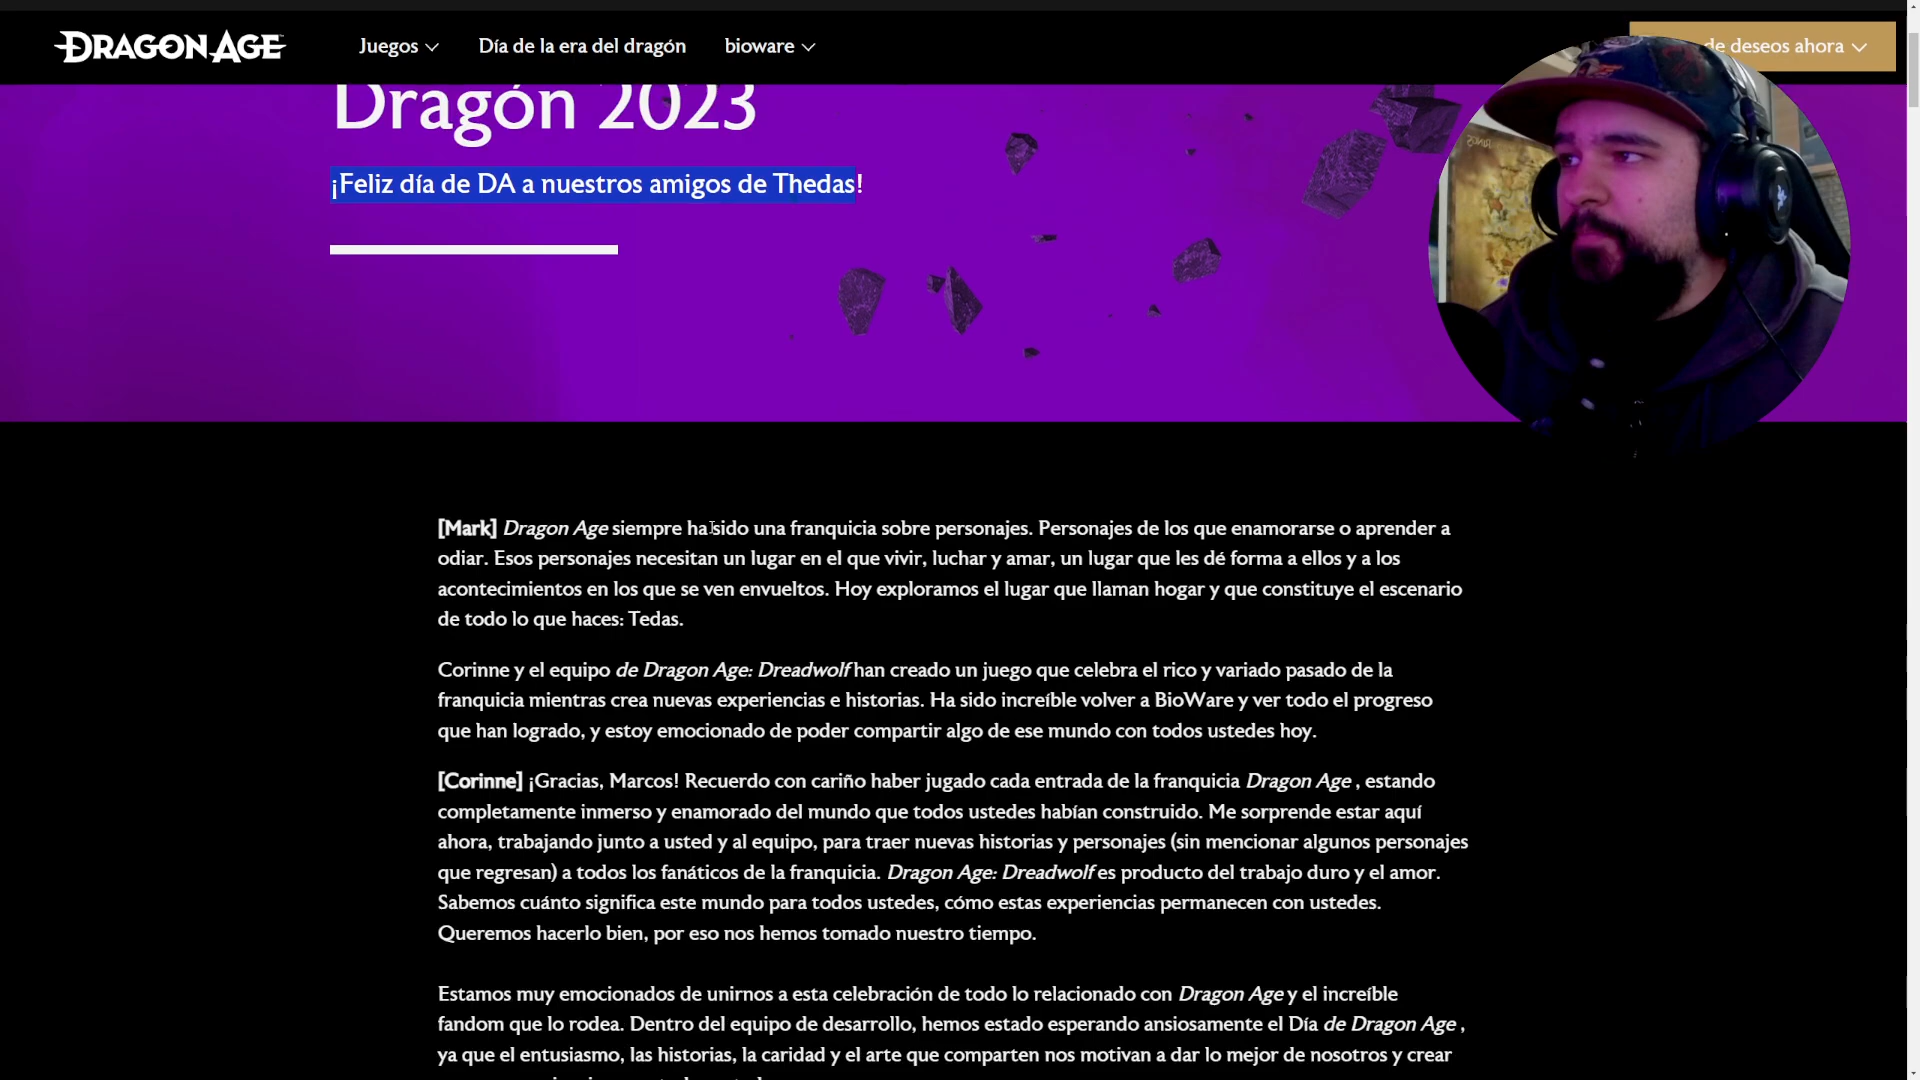 DRAGON AGE
Juegos
Día de la era del dragón
bioware
de deseos ahora
Dragón 2023
¡Feliz día de DA a nuestros amigos de Thedas!
[Mark] Dragon Age siempre ha sido una franquicia sobre personajes. Personajes de los que enamorarse o aprender a
odiar. Esos personajes necesitan un lugar en el que vivir, luchar y amar, un lugar que les dé forma a ellos y a los
acontecimientos en los que se ven envueltos. Hoy exploramos el lugar que llaman hogar y que constituye el escenario
de todo lo que haces: Tedas.
Corinne y el equipo de Dragon Age: Dreadwolf han creado un juego que celebra el rico y variado pasado de la
franquicia mientras crea nuevas experiencias e historias. Ha sido increíble volver a BioWare y ver todo el progreso
que han logrado, y estoy emocionado de poder compartir algo de ese mundo con todos ustedes hoy.
[Corinne] ¡Gracias, Marcos! Recuerdo con cariño haber jugado cada entrada de la franquicia Dragon Age , estando
completamente inmerso y enamorado del mundo que todos ustedes habían construido. Me sorprende estar aquí
ahora, trabajando junto a usted y al equipo, para traer nuevas historias y personajes (sin mencionar algunos personajes
que regresan) a todos los fanáticos de la franquicia. Dragon Age: Dreadwolf es producto del trabajo duro y el amor.
Sabemos cuánto significa este mundo para todos ustedes, cómo estas experiencias permanecen con ustedes.
Queremos hacerlo bien, por eso nos hemos tomado nuestro tiempo.
Estamos muy emocionados de unirnos a esta celebración de todo lo relacionado con Dragon Age y el increíble
fandom que lo rodea. Dentro del equipo de desarrollo, hemos estado esperando ansiosamente el Día de Dragon Age ,
ya que el entusiasmo, las historias, la caridad y el arte que comparten nos motivan a dar lo mejor de nosotros y crear